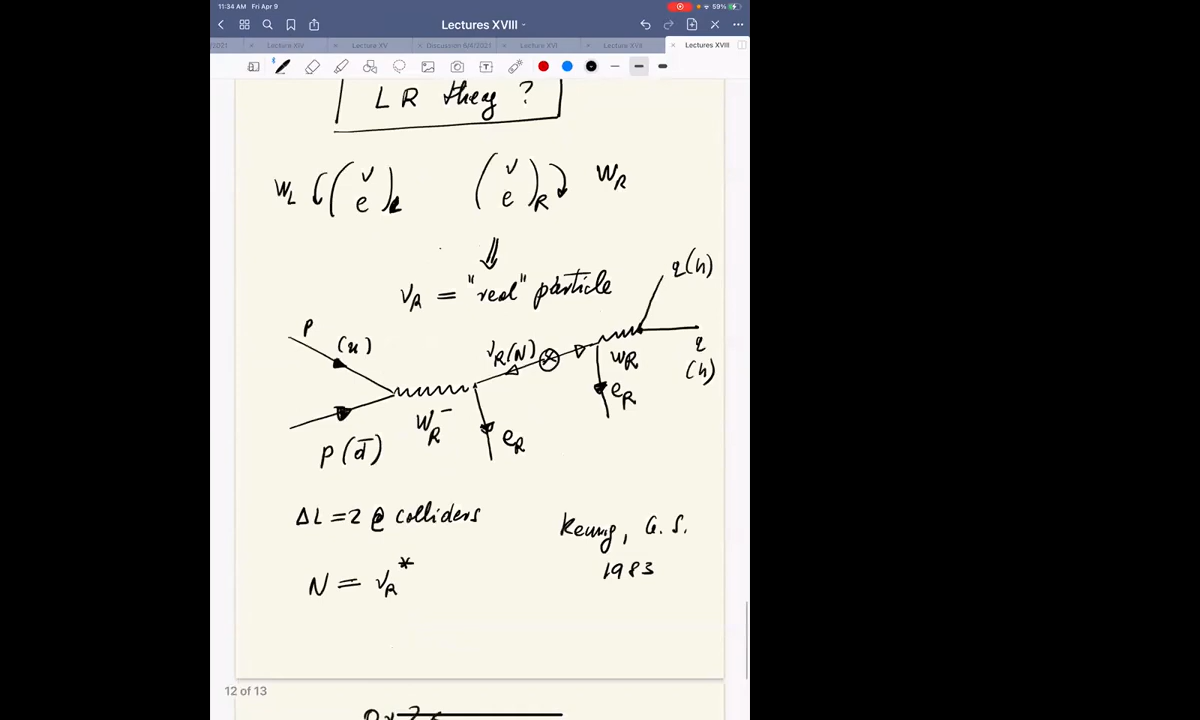 11:34 AM Fri Apr 9
59%
Lectures XVIII
Lecture XIV
Lecture XV
Discussion 6/4/2021
Lecture XVI
Lecture XVII
Lectures XVIII
LR theory ?
W_L ( ν e )_L ( ν e )_R W_R
⇓
ν_R = "real" particle
q(h)
p (u)
ν_R(N)
W_R
q (h)
e_R
W_R^-
p(d̄)
e_R
ΔL = 2 @ colliders
Keung, G. S.
1983
N = ν_R^*
12 of 13